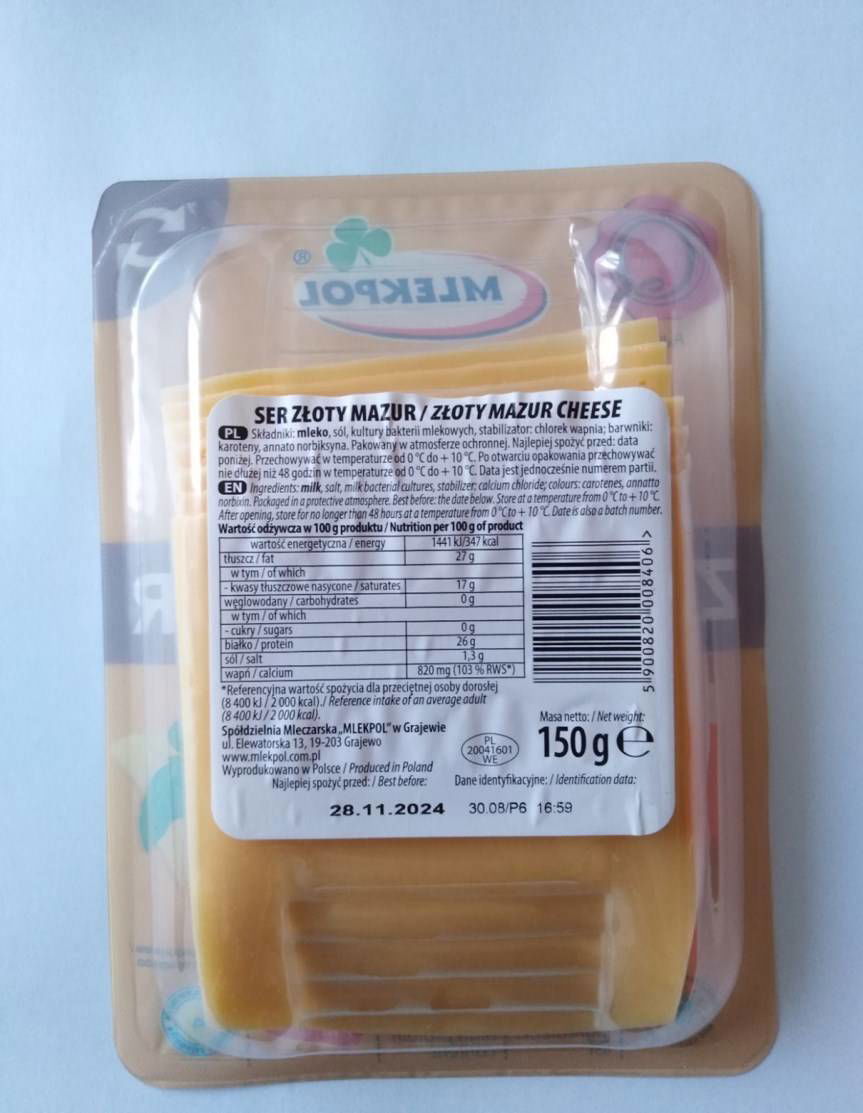 MLEKPOL
®
SER ZŁOTY MAZUR / ZŁOTY MAZUR CHEESE
PL Składniki: mleko, sól, kultury bakterii mlekowych, stabilizator: chlorek wapnia; barwniki:
karoteny, annato norbiksyna. Pakowany w atmosferze ochronnej. Najlepiej spożyć przed: data
poniżej. Przechowywać w temperaturze od 0 °C do + 10 °C. Po otwarciu opakowania przechowywać
nie dłużej niż 48 godzin w temperaturze od 0 °C do + 10 °C. Data jest jednocześnie numerem partii.
EN Ingredients: milk, salt, milk bacterial cultures, stabilizer: calcium chloride; colours: carotenes, annatto
norbixin. Packaged in a protective atmosphere. Best before: the date below. Store at a temperature from 0 °C to + 10 °C.
After opening, store for no longer than 48 hours at a temperature from 0 °C to + 10 °C. Date is also a batch number.
Wartość odżywcza w 100 g produktu / Nutrition per 100 g of product
wartość energetyczna / energy 1441 kJ/347 kcal
tłuszcz / fat 27 g
w tym / of which
- kwasy tłuszczowe nasycone / saturates 17 g
węglowodany / carbohydrates 0 g
w tym / of which
- cukry / sugars 0 g
białko / protein 26 g
sól / salt 1,3 g
wapń / calcium 820 mg (103 % RWS*)
*Referencyjna wartość spożycia dla przeciętnej osoby dorosłej
(8 400 kJ / 2 000 kcal)./ Reference intake of an average adult
(8 400 kJ / 2 000 kcal).
Spółdzielnia Mleczarska „MLEKPOL" w Grajewie
ul. Elewatorska 13, 19-203 Grajewo
www.mlekpol.com.pl
Wyprodukowano w Polsce / Produced in Poland
Najlepiej spożyć przed: / Best before:
28.11.2024
5 900820 008406 >
Masa netto: / Net weight:
150 g e
PL
20041601
WE
Dane identyfikacyjne: / Identification data:
30.08/P6 16:59
Z
R